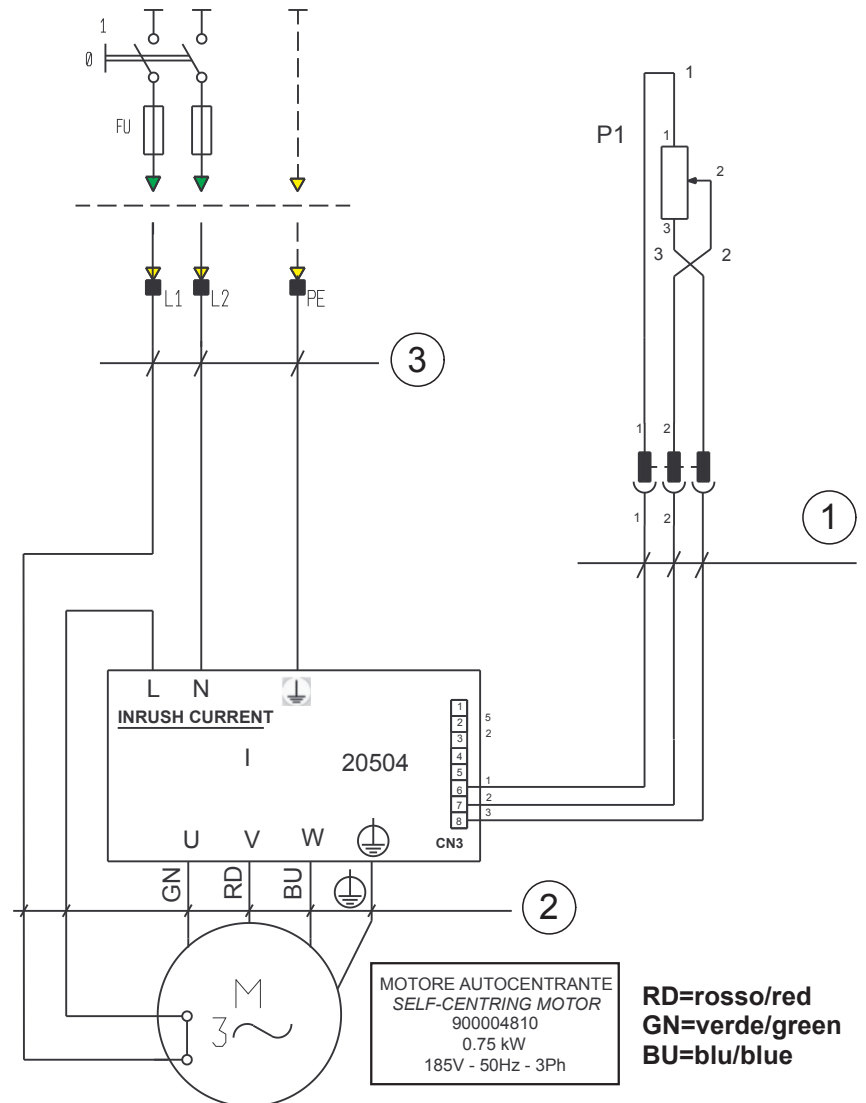 1
0
FU
L1
L2
PE
3
P1
1
1
2
3
3
2
1
2
1
2
1
L
N
INRUSH CURRENT
I
20504
1
2
3
4
5
6
7
8
5
2
1
2
3
CN3
U
V
W
GN
RD
BU
2
M
3
MOTORE AUTOCENTRANTE
SELF-CENTRING MOTOR
900004810
0.75 kW
185V - 50Hz - 3Ph
RD=rosso/red
GN=verde/green
BU=blu/blue